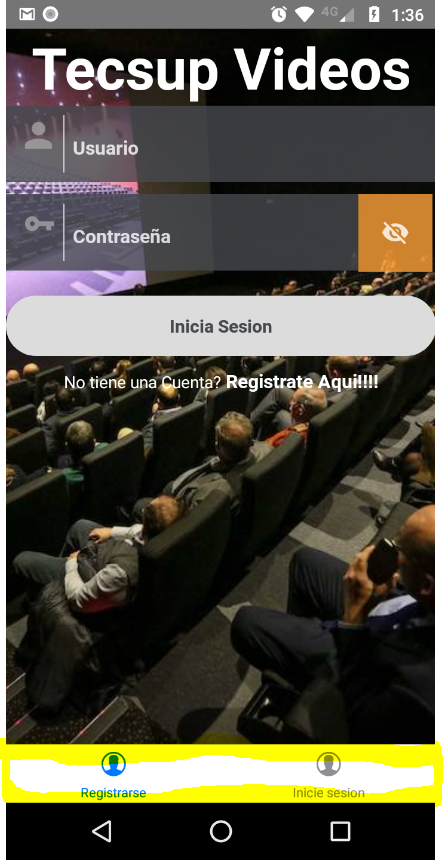 4G 1:36
Tecsup Videos
Usuario
Contraseña
Inicia Sesion
No tiene una Cuenta? Registrate Aqui!!!!
Registrarse Inicie sesion